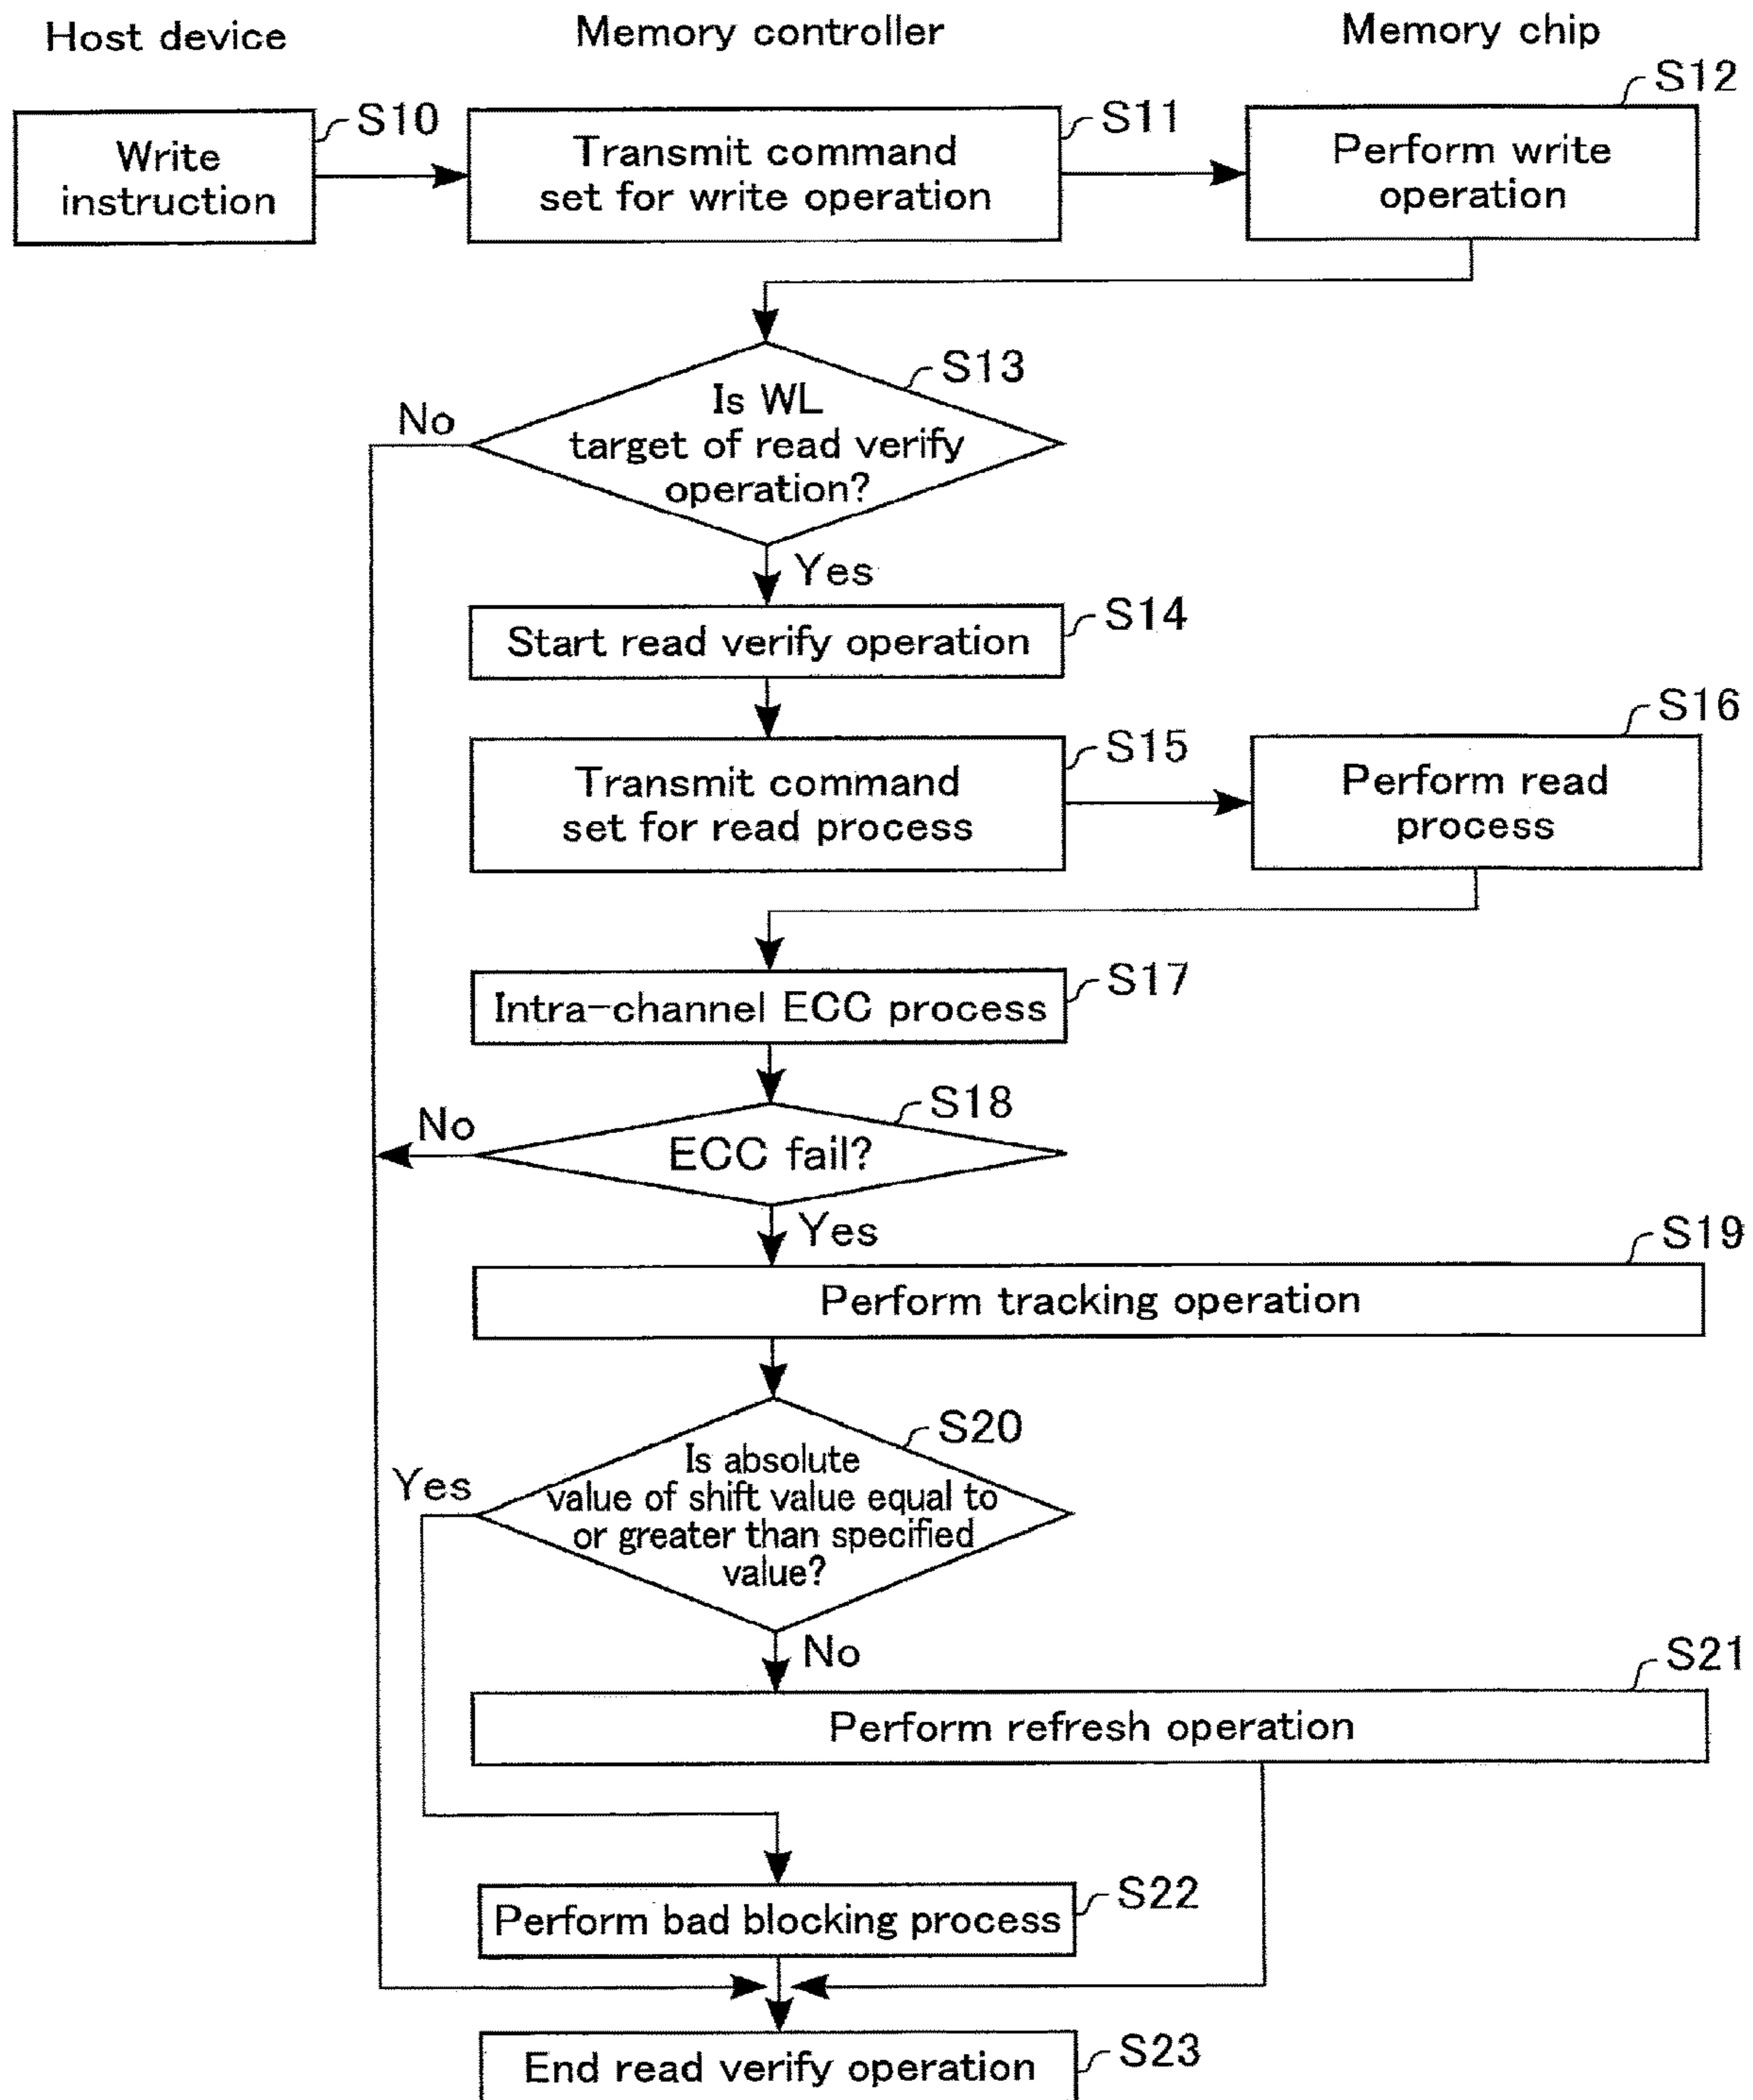 Host device
Memory controller
Memory chip
S10
S11
S12
Write
instruction
Transmit command
set for write operation
Perform write
operation
S13
Is WL
target of read verify
operation?
No
Yes
S14
Start read verify operation
S15
S16
Transmit command
set for read process
Perform read
process
S17
Intra-channel ECC process
S18
ECC fail?
No
Yes
S19
Perform tracking operation
S20
Is absolute
value of shift value equal to
or greater than specified
value?
Yes
No
S21
Perform refresh operation
S22
Perform bad blocking process
S23
End read verify operation